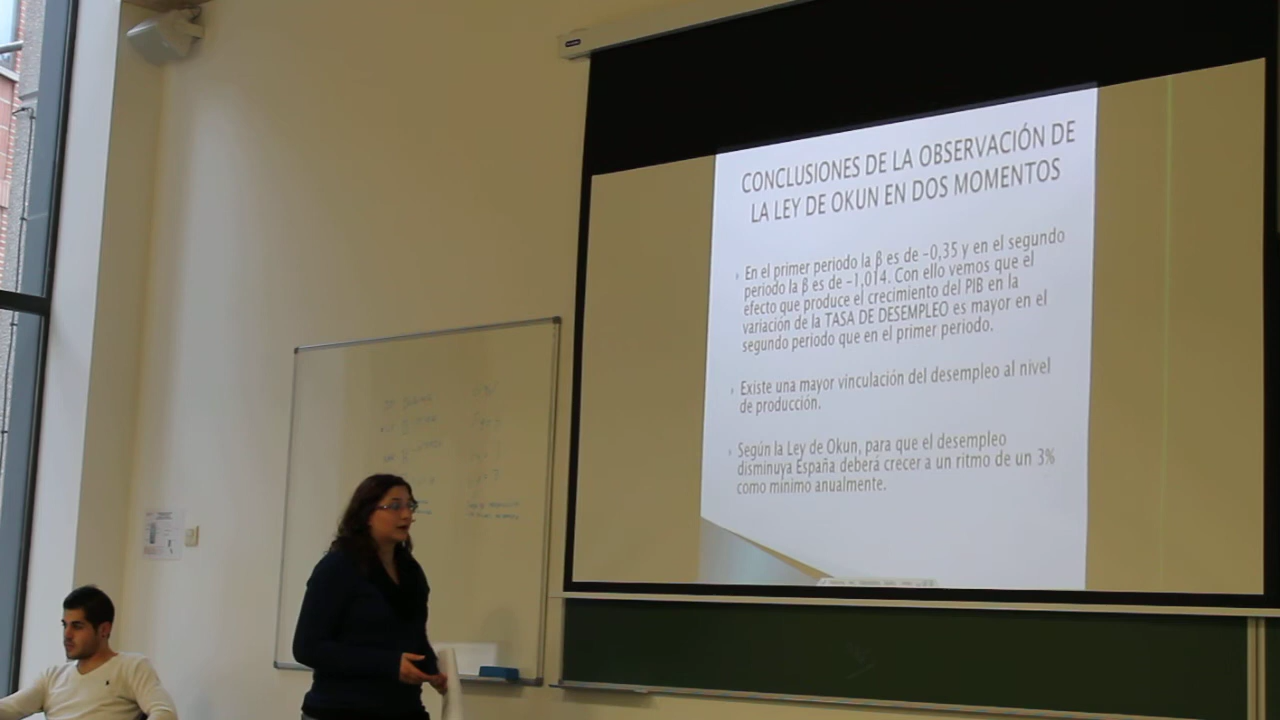 CONCLUSIONES DE LA OBSERVACIÓN DE
LA LEY DE OKUN EN DOS MOMENTOS
En el primer periodo la β es de -0,35 y en el segundo
periodo la β es de -1,014. Con ello vemos que el
efecto que produce el crecimiento del PIB en la
variación de la TASA DE DESEMPLEO es mayor en el
segundo periodo que en el primer periodo.
Existe una mayor vinculación del desempleo al nivel
de producción.
Según la Ley de Okun, para que el desempleo
disminuya España deberá crecer a un ritmo de un 3%
como mínimo anualmente.